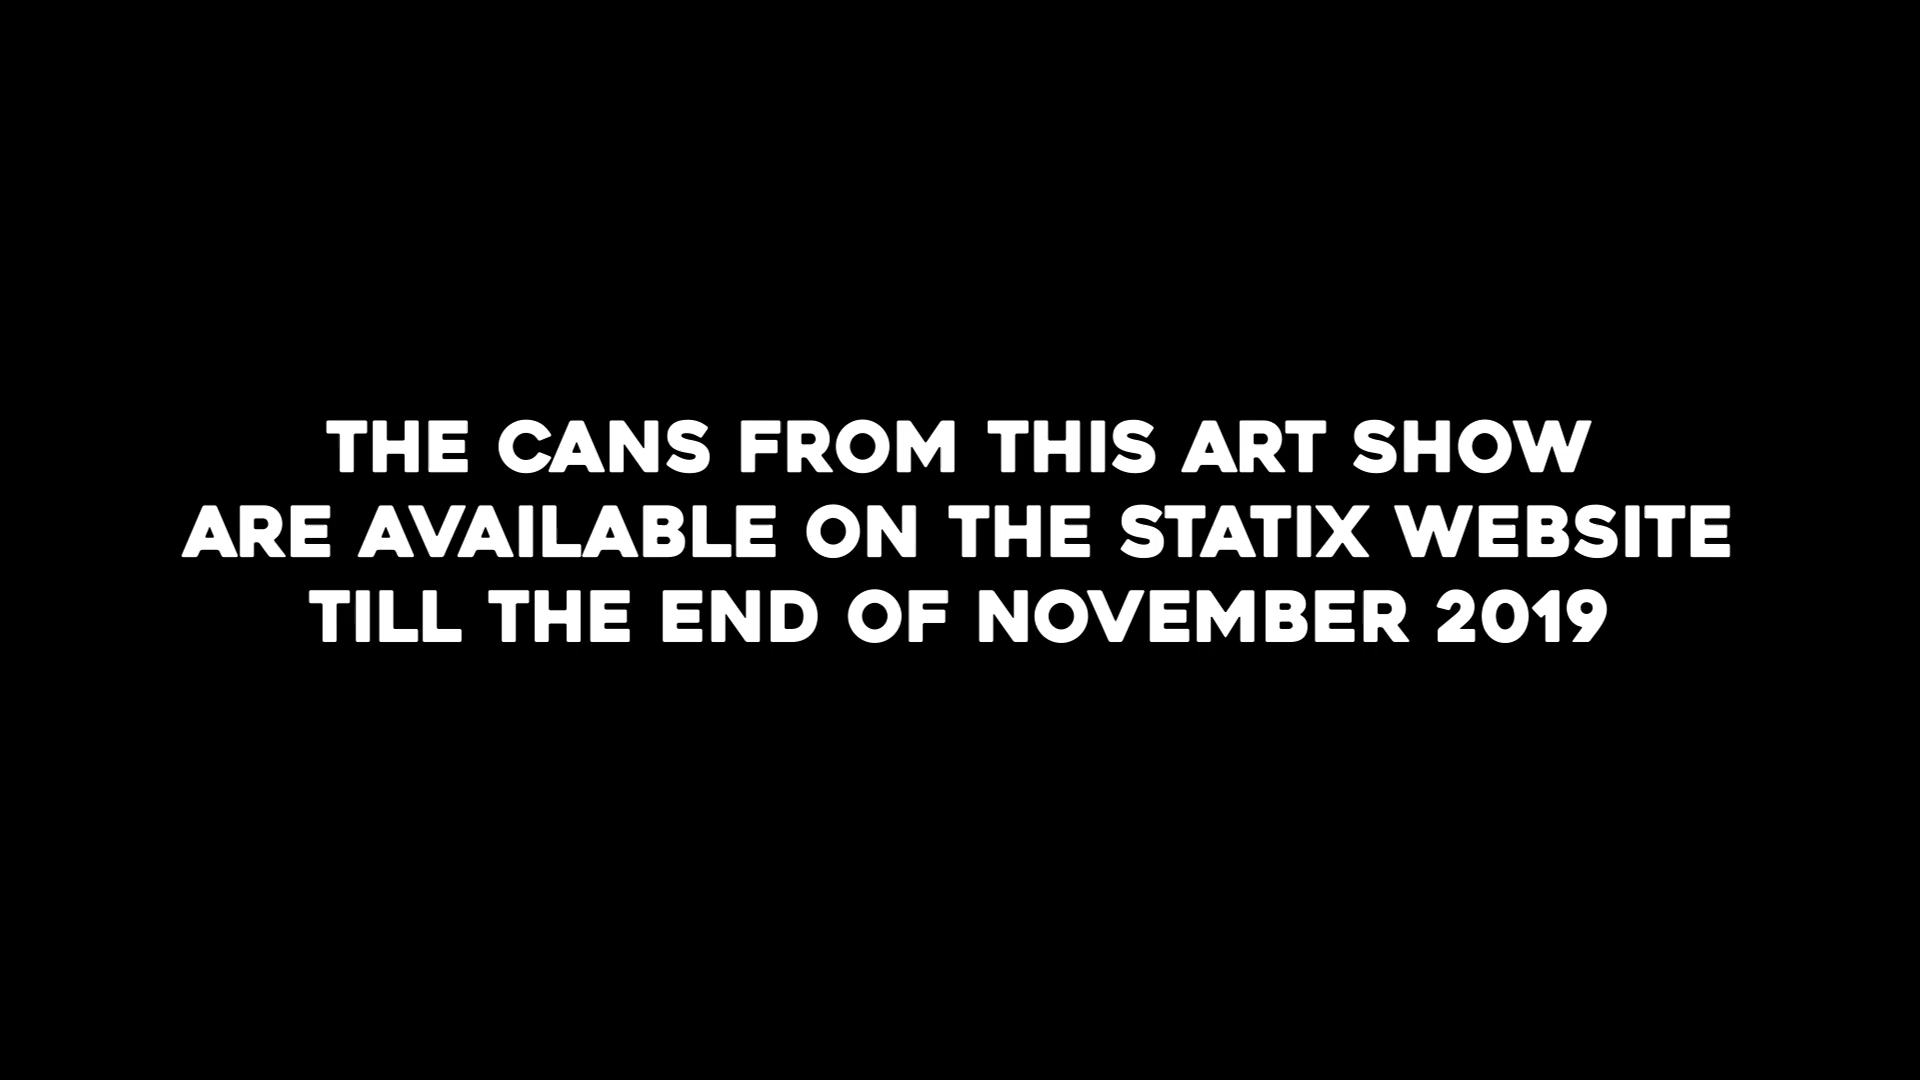 THE CANS FROM THIS ART SHOW
ARE AVAILABLE ON THE STATIX WEBSITE
TILL THE END OF NOVEMBER 2019